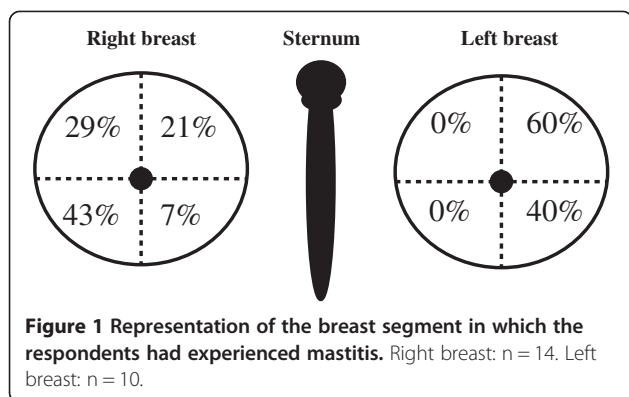 Right breast Sternum Left breast
29% 21% 0% 60%
43% 7% 0% 40%
Figure 1 Representation of the breast segment in which the
respondents had experienced mastitis. Right breast: n = 14. Left
breast: n = 10.